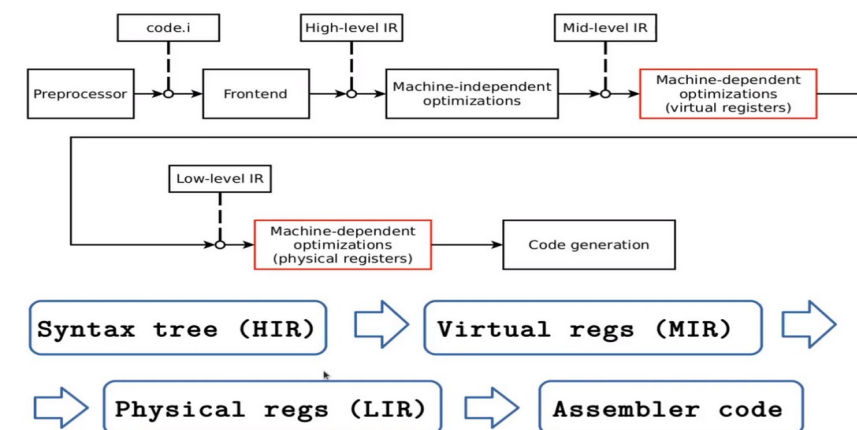 code.i
High-level IR
Mid-level IR
Preprocessor
Frontend
Machine-independent
optimizations
Machine-dependent
optimizations
(virtual registers)
Low-level IR
Machine-dependent
optimizations
(physical registers)
Code generation
Syntax tree (HIR)
Virtual regs (MIR)
Physical regs (LIR)
Assembler code